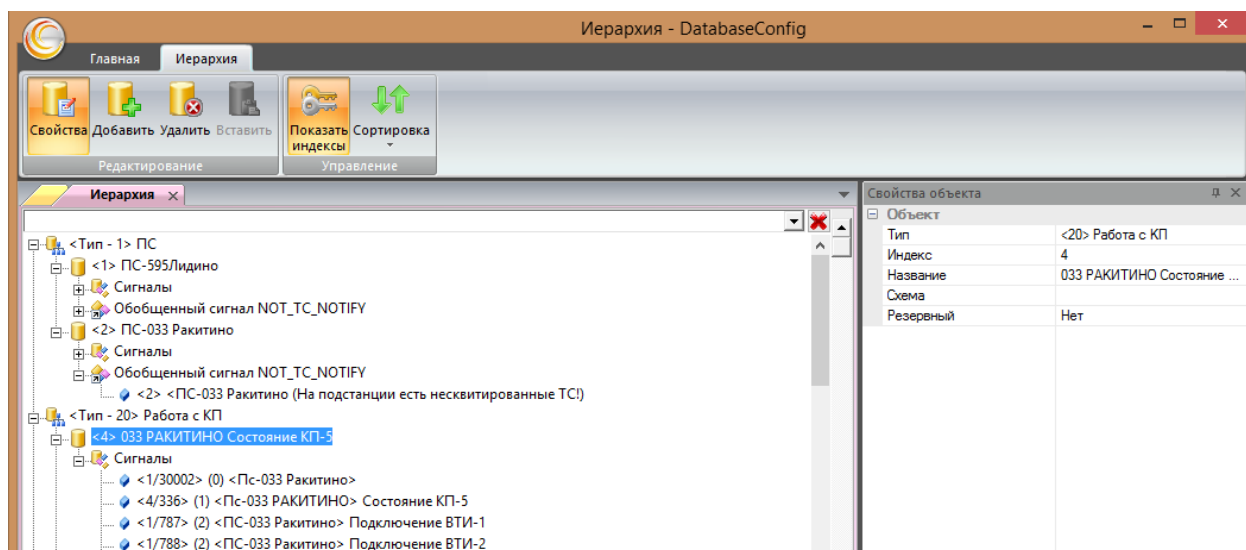 Иерархия - DatabaseConfig
Главная Иерархия
Свойства Добавить Удалить Вставить Показать индексы Сортировка
Редактирование Управление
Иерархия
Свойства объекта
<Тип - 1> ПС
<1> ПС-595Лидино
Сигналы
Обобщенный сигнал NOT_TC_NOTIFY
<2> ПС-033 Ракитино
Сигналы
Обобщенный сигнал NOT_TC_NOTIFY
<2> <ПС-033 Ракитино (На подстанции есть несквитированные ТС!)
<Тип - 20> Работа с КП
<4> 033 РАКИТИНО Состояние КП-5
Сигналы
<1/30002> (0) <Пс-033 Ракитино>
<4/336> (1) <Пс-033 РАКИТИНО> Состояние КП-5
<1/787> (2) <ПС-033 Ракитино> Подключение ВТИ-1
<1/788> (2) <ПС-033 Ракитино> Подключение ВТИ-2
Объект
Тип <20> Работа с КП
Индекс 4
Название 033 РАКИТИНО Состояние ...
Схема
Резервный Нет